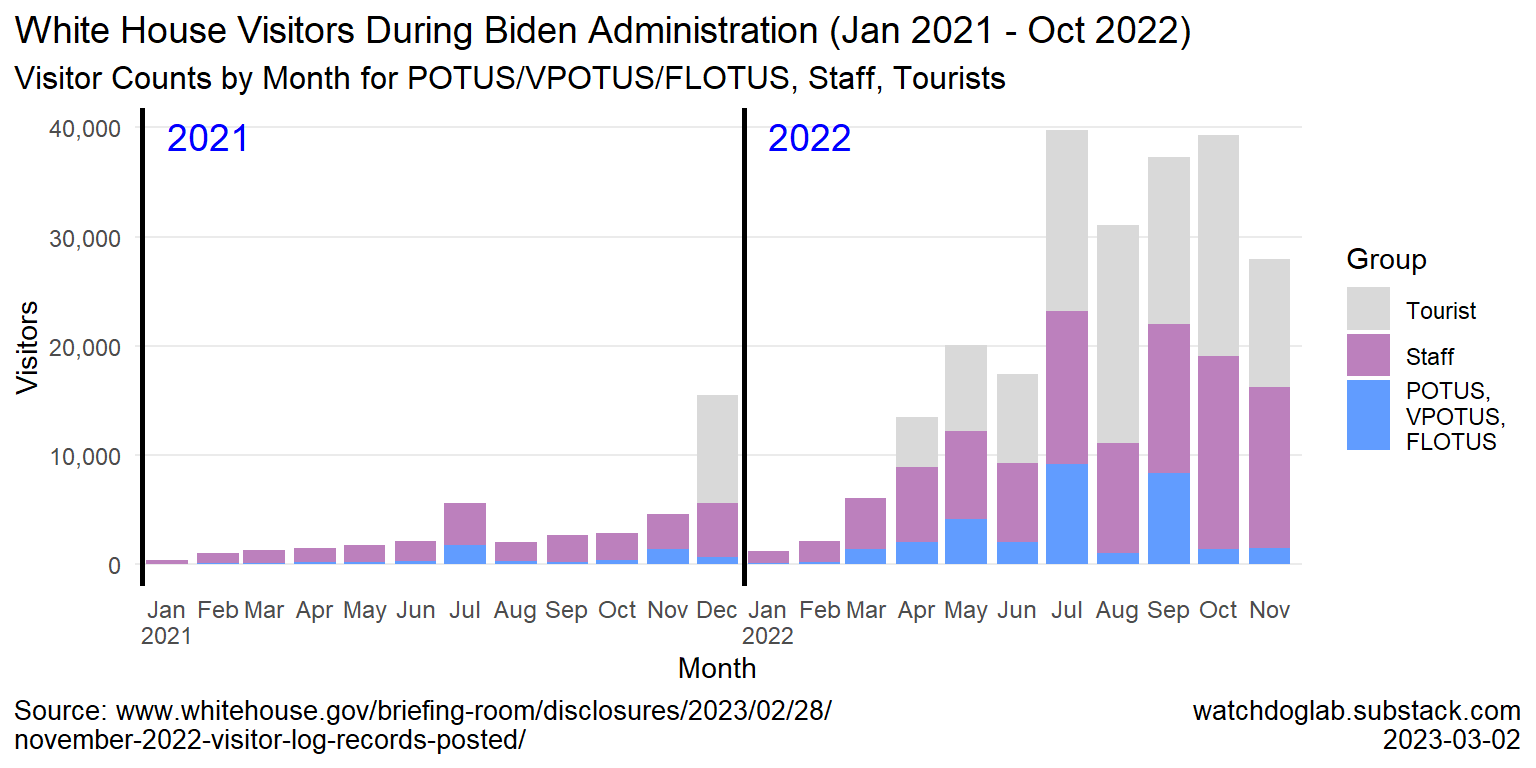 White House Visitors During Biden Administration (Jan 2021 - Oct 2022)
Visitor Counts by Month for POTUS/VPOTUS/FLOTUS, Staff, Tourists
2021
2022
Visitors
40,000
30,000
20,000
10,000
0
Jan Feb Mar Apr May Jun Jul Aug Sep Oct Nov Dec Jan Feb Mar Apr May Jun Jul Aug Sep Oct Nov
2021 2022
Month
Group
Tourist
Staff
POTUS,
VPOTUS,
FLOTUS
Source: www.whitehouse.gov/briefing-room/disclosures/2023/02/28/
november-2022-visitor-log-records-posted/
watchdoglab.substack.com
2023-03-02